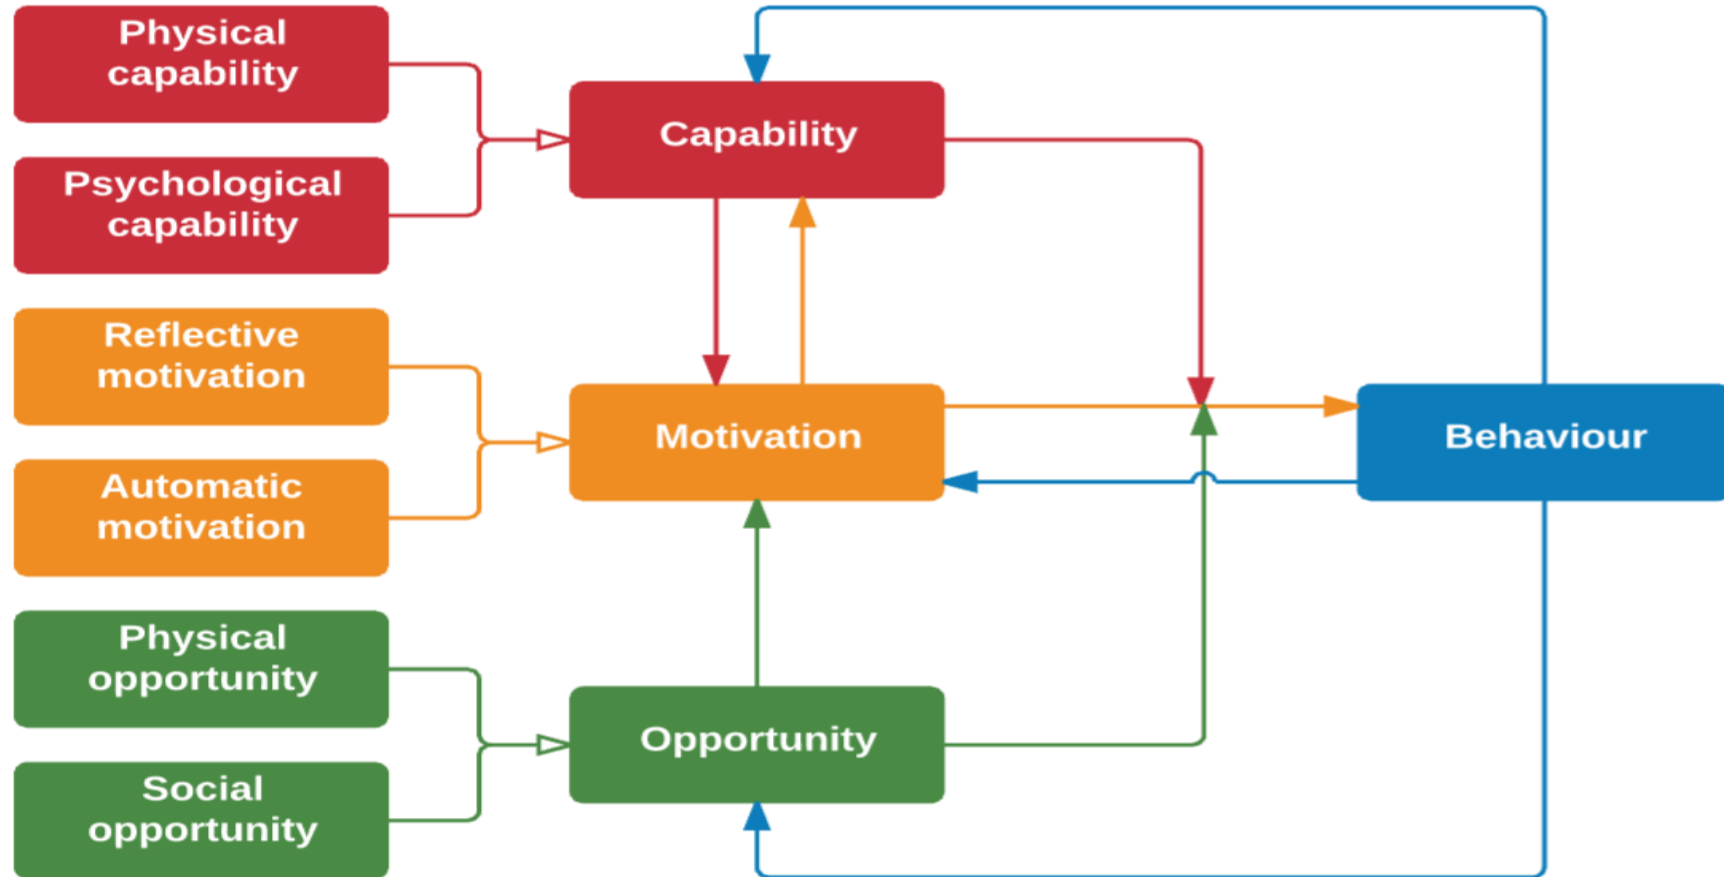 Physical
capability
Psychological
capability
Reflective
motivation
Automatic
motivation
Physical
opportunity
Social
opportunity
Capability
Motivation
Opportunity
Behaviour